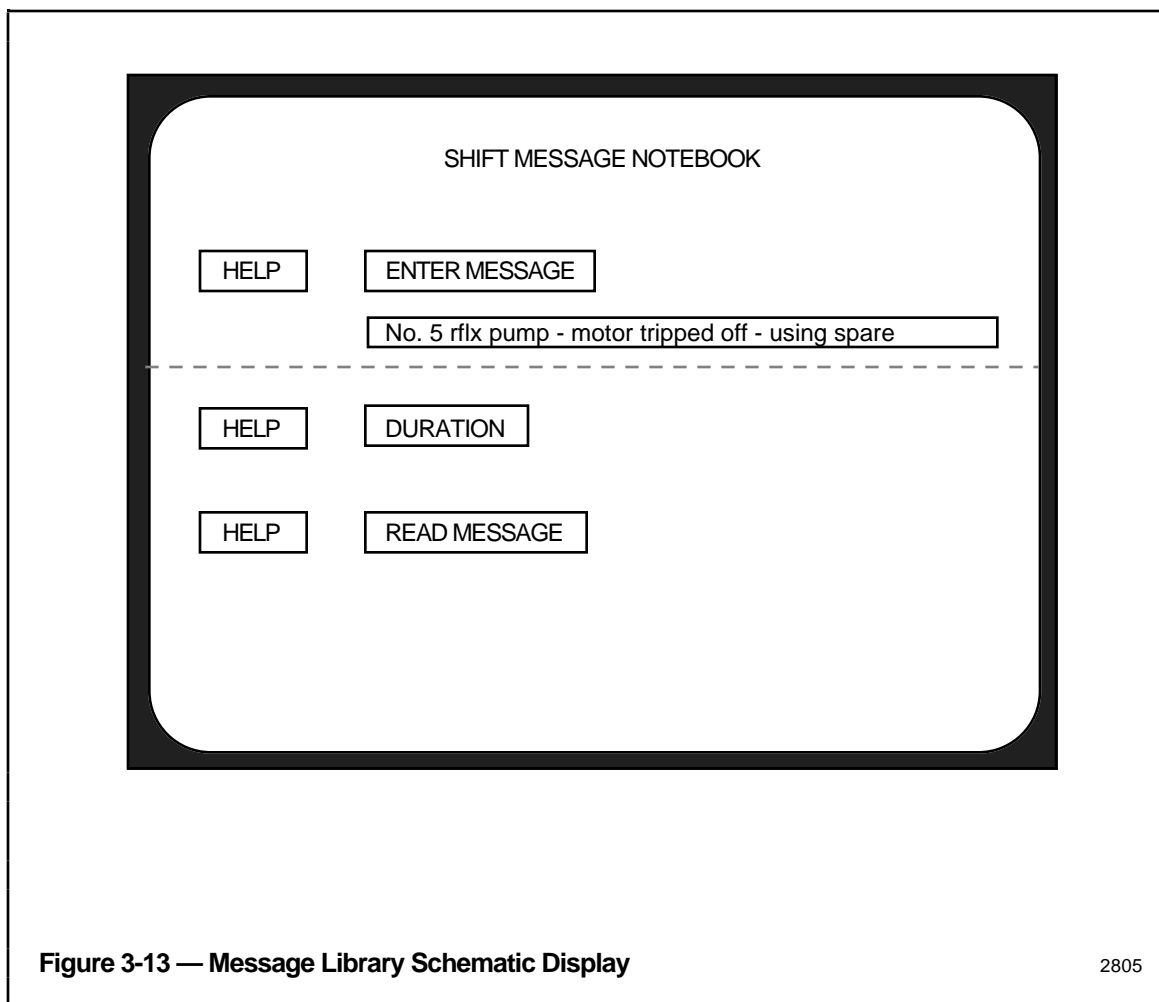 SHIFT MESSAGE NOTEBOOK
HELP ENTER MESSAGE
No. 5 rflx pump - motor tripped off - using spare
HELP DURATION
HELP READ MESSAGE
Figure 3-13 — Message Library Schematic Display 2805